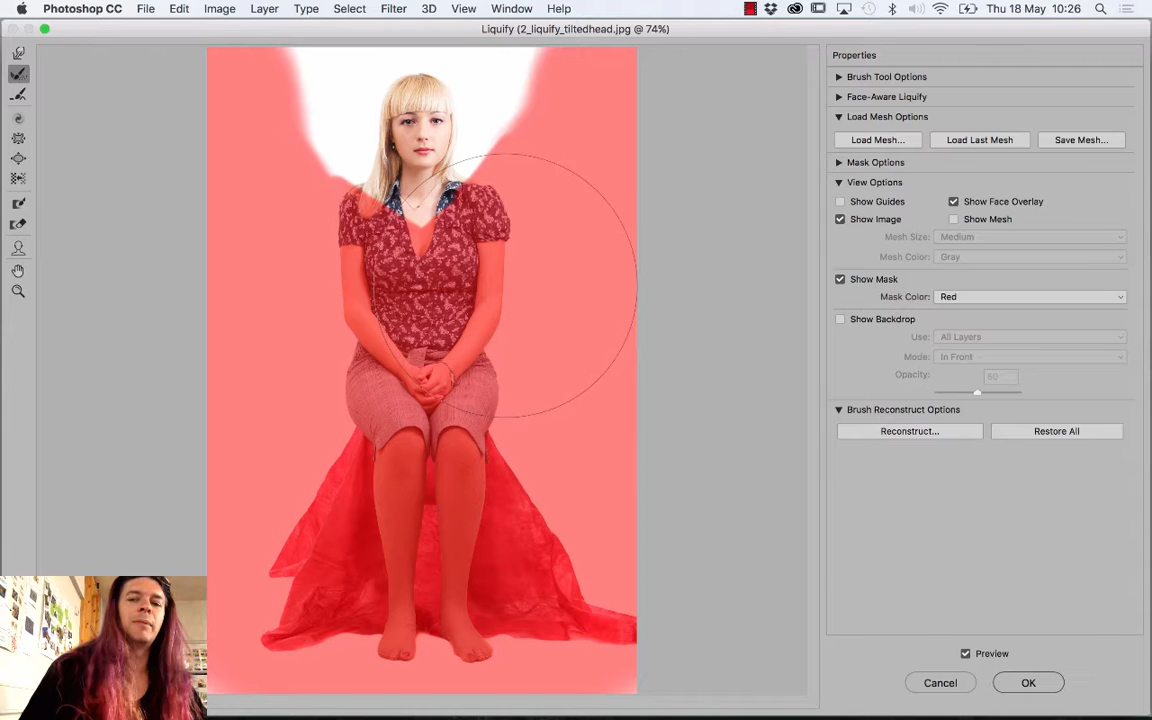 Photoshop CC File Edit Image Layer Type Select Filter 3D View Window Help Thu 18 May 10:26
Liquify (2_liquify_tiltedhead.jpg @ 74%)
Properties
Brush Tool Options
Face-Aware Liquify
Load Mesh Options
Load Mesh... Load Last Mesh Save Mesh...
Mask Options
View Options
Show Guides Show Face Overlay
Show Image Show Mesh
Mesh Size: Medium
Mesh Color: Gray
Show Mask
Mask Color: Red
Show Backdrop
Use: All Layers
Mode: In Front
Opacity: 50
Brush Reconstruct Options
Reconstruct... Restore All
Preview
Cancel OK